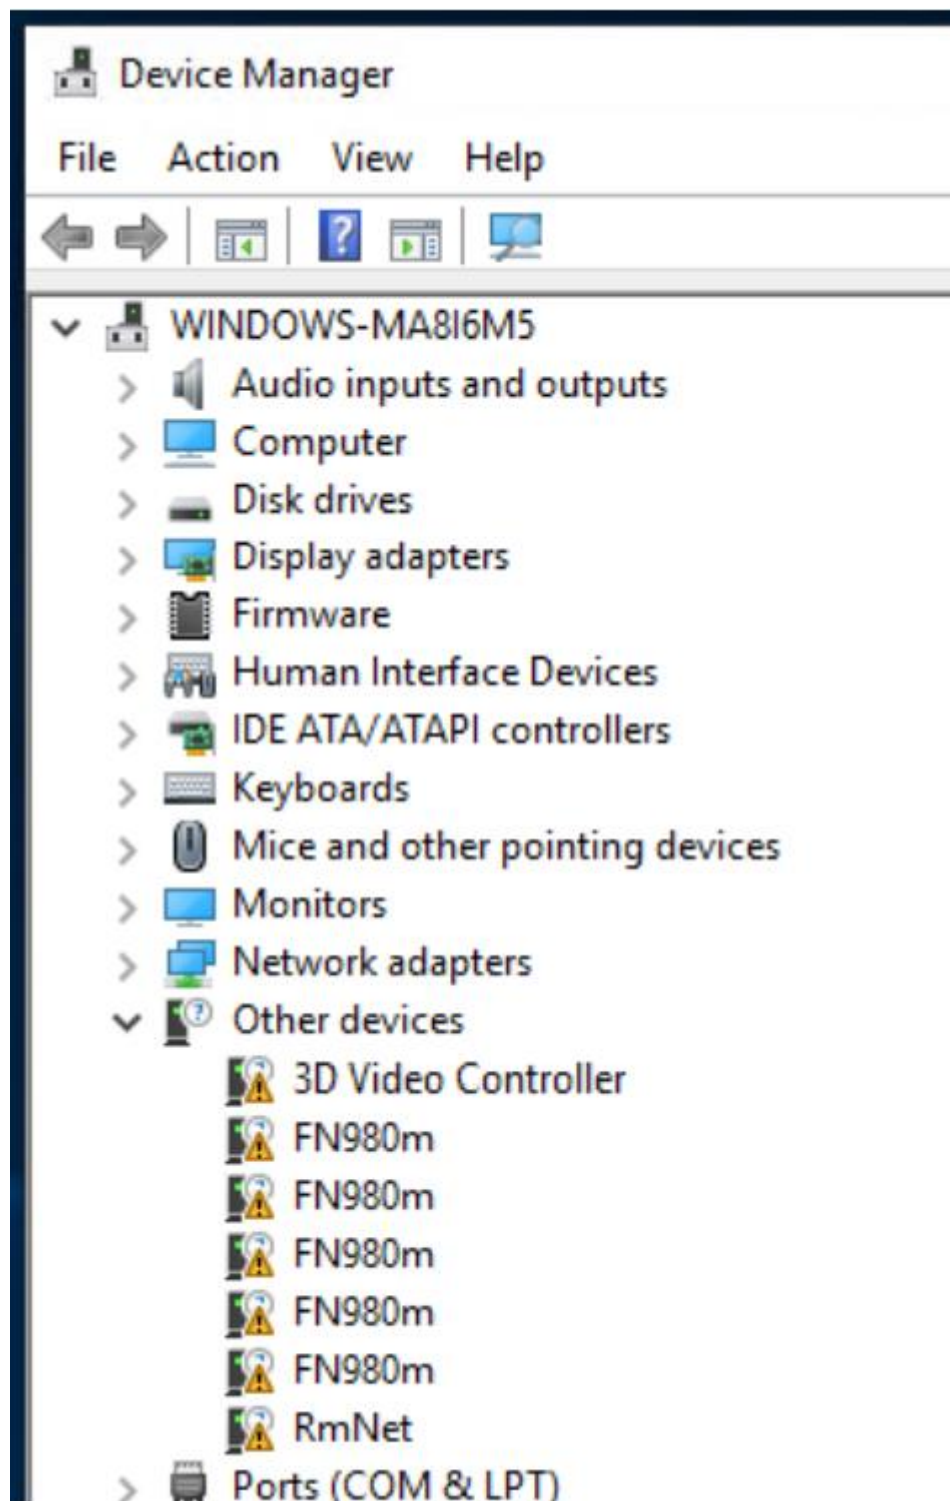 Device Manager
File Action View Help
WINDOWS-MA8I6M5
Audio inputs and outputs
Computer
Disk drives
Display adapters
Firmware
Human Interface Devices
IDE ATA/ATAPI controllers
Keyboards
Mice and other pointing devices
Monitors
Network adapters
Other devices
3D Video Controller
FN980m
FN980m
FN980m
FN980m
FN980m
RmNet
Ports (COM & LPT)